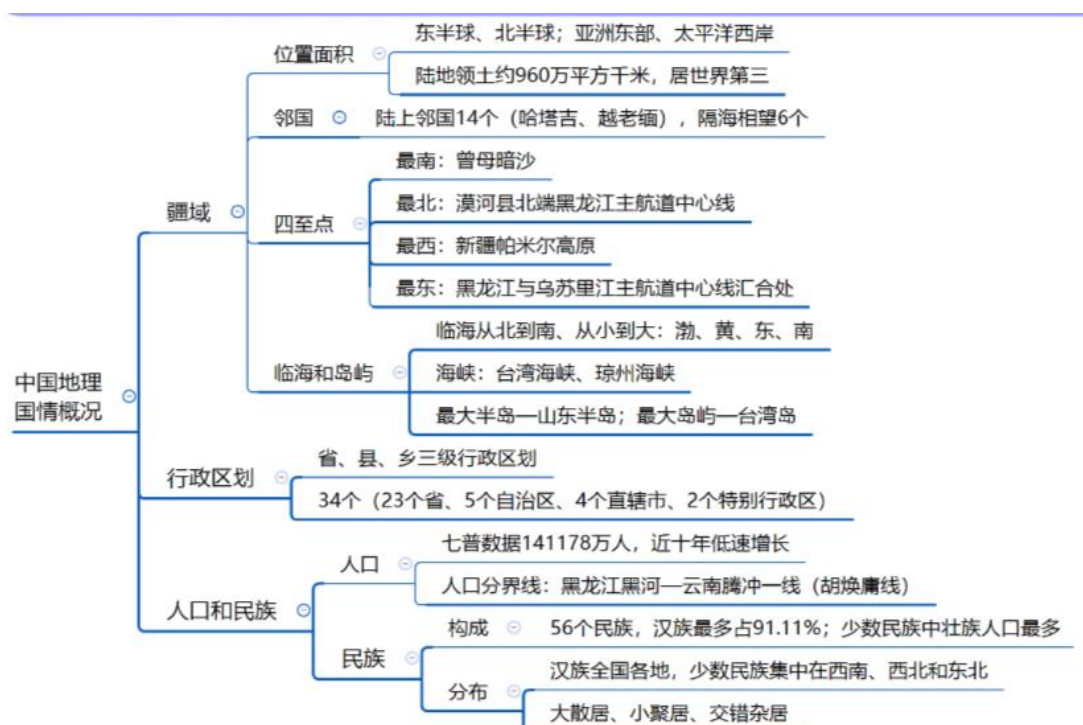 中国地理
国情概况
疆域
位置面积
东半球、北半球；亚洲东部、太平洋西岸
陆地领土约960万平方千米，居世界第三
邻国
陆上邻国14个（哈塔吉、越老缅），隔海相望6个
四至点
最南：曾母暗沙
最北：漠河县北端黑龙江主航道中心线
最西：新疆帕米尔高原
最东：黑龙江与乌苏里江主航道中心线汇合处
临海和岛屿
临海从北到南、从小到大：渤、黄、东、南
海峡：台湾海峡、琼州海峡
最大半岛—山东半岛；最大岛屿—台湾岛
行政区划
省、县、乡三级行政区划
34个（23个省、5个自治区、4个直辖市、2个特别行政区）
人口和民族
人口
七普数据141178万人，近十年低速增长
人口分界线：黑龙江黑河—云南腾冲一线（胡焕庸线）
民族
构成
56个民族，汉族最多占91.11%；少数民族中壮族人口最多
分布
汉族全国各地，少数民族集中在西南、西北和东北
大散居、小聚居、交错杂居